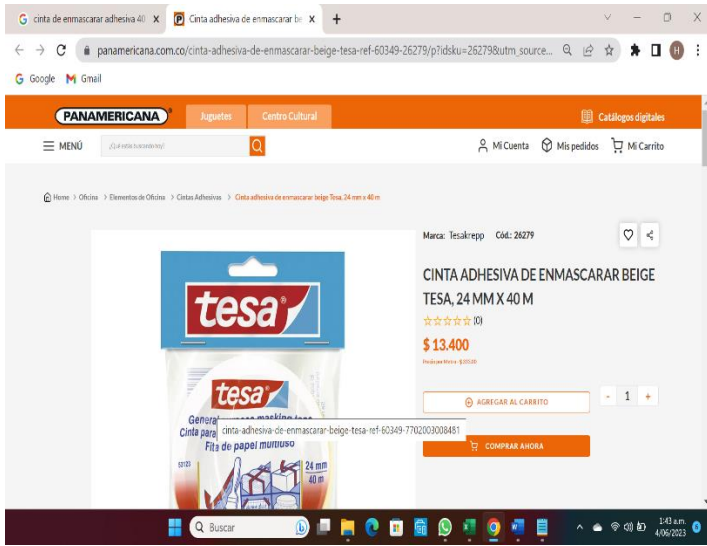 cinta de enmascarar adhesiva 40
Cinta adhesiva de enmascarar be
panamericana.com.co/cinta-adhesiva-de-enmascarar-beige-tesa-ref-60349-26279/p?idsku=26279&utm_source...
H
Google
Gmail
PANAMERICANA
Juguetes
Centro Cultural
Catálogos digitales
MENÚ
Mi Cuenta
Mis pedidos
Mi Carrito
Home > Oficina > Elementos de Oficina > Cintas Adhesivas > Cinta adhesiva de enmascarar beige Tesa, 24 mm x 40 m
Marca: Tesakrepp Cód.: 26279
CINTA ADHESIVA DE ENMASCARAR BEIGE
TESA, 24 MM X 40 M
(0)
$ 13.400
AGREGAR AL CARRITO
- 1 +
COMPRAR AHORA
tesa®
tesa
General
Cinta para
cinta-adhesiva-de-enmascarar-beige-tesa-ref-60349-7702003008481
Fita de papel multiuso
24 mm
40 m
Buscar
1:43 a.m.
4/06/2023